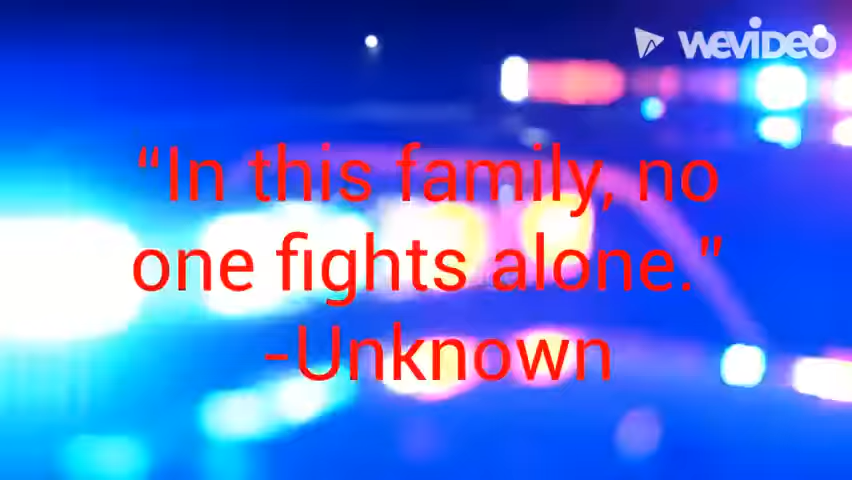 WEVIDEO
“In this family, no
one fights alone.”
-Unknown